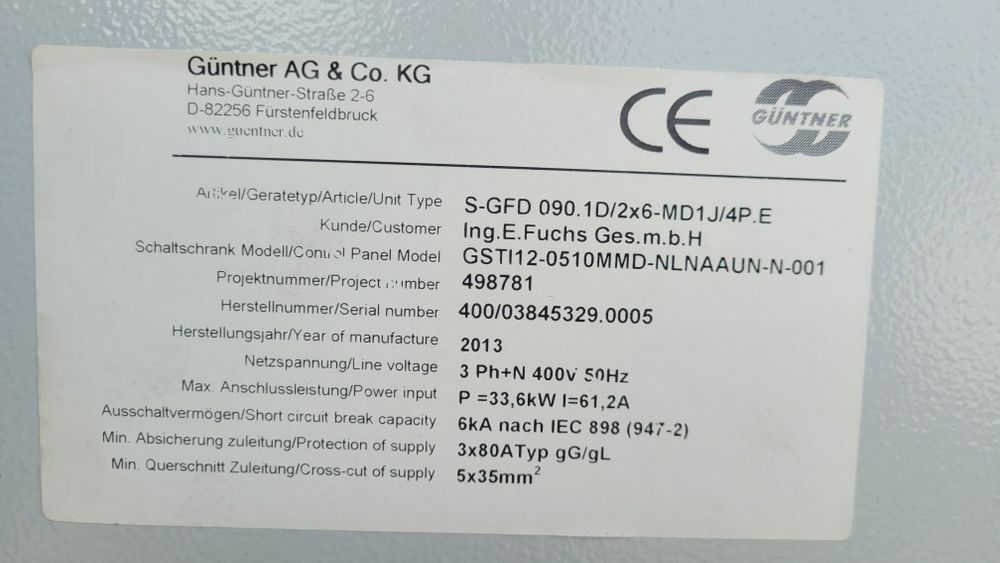 Güntner AG & Co. KG
Hans-Güntner-Straße 2-6
D-82256 Fürstenfeldbruck
www.guentner.de
CE
GÜNTNER
Artikel/Geratetyp/Article/Unit Type S-GFD 090.1D/2x6-MD1J/4P.E
Kunde/Customer Ing.E.Fuchs Ges.m.b.H
Schaltschrank Modell/Control Panel Model GSTI12-0510MMD-NLNAAUN-N-001
Projektnummer/Project number 498781
Herstellnummer/Serial number 400/03845329.0005
Herstellungsjahr/Year of manufacture 2013
Netzspannung/Line voltage 3 Ph+N 400v 50Hz
Max. Anschlussleistung/Power input P =33,6kW I=61,2A
Ausschaltvermögen/Short circuit break capacity 6kA nach IEC 898 (947-2)
Min. Absicherung zuleitung/Protection of supply 3x80ATyp gG/gL
Min. Querschnitt Zuleitung/Cross-cut of supply 5x35mm²